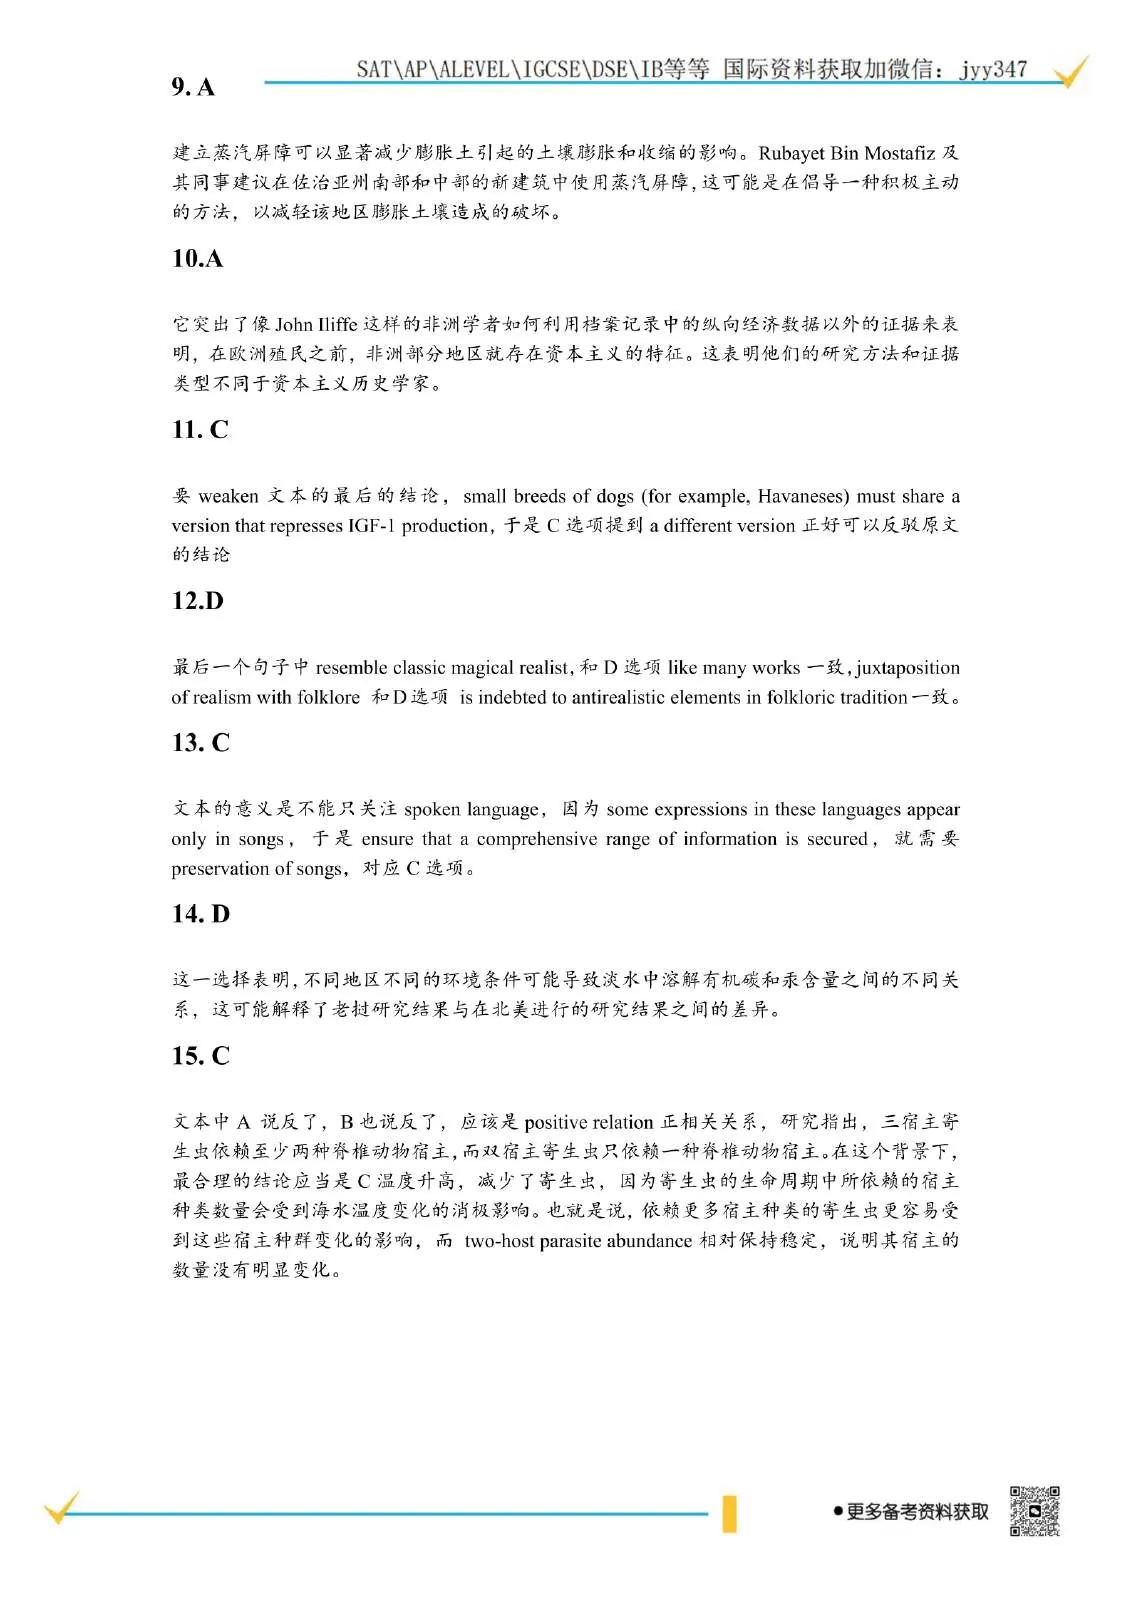 SAT\AP\ALEVEL\IGCSE\DSE\IB等等 国际资料获取加微信：jyy347
9. A
建立蒸汽屏障可以显著减少膨胀土引起的土壤膨胀和收缩的影响。Rubayet Bin Mostafiz 及
其同事建议在佐治亚州南部和中部的新建筑中使用蒸汽屏障,这可能是在倡导一种积极主动
的方法，以减轻该地区膨胀土壤造成的破坏。
10.A
它突出了像 John Iliffe 这样的非洲学者如何利用档案记录中的纵向经济数据以外的证据来表
明，在欧洲殖民之前，非洲部分地区就存在资本主义的特征。这表明他们的研究方法和证据
类型不同于资本主义历史学家。
11. C
要 weaken 文本的最后的结论，small breeds of dogs (for example, Havaneses) must share a
version that represses IGF-1 production，于是 C 选项提到 a different version 正好可以反驳原文
的结论
12.D
最后一个句子中 resemble classic magical realist，和 D 选项 like many works 一致，juxtaposition
of realism with folklore 和 D 选项 is indebted to antirealistic elements in folkloric tradition 一致。
13. C
文本的意义是不能只关注 spoken language，因为 some expressions in these languages appear
only in songs，于是 ensure that a comprehensive range of information is secured，就需要
preservation of songs，对应 C 选项。
14. D
这一选择表明,不同地区不同的环境条件可能导致淡水中溶解有机碳和汞含量之间的不同关
系，这可能解释了老挝研究结果与在北美进行的研究结果之间的差异。
15. C
文本中 A 说反了，B 也说反了，应该是 positive relation 正相关关系，研究指出，三宿主寄
生虫依赖至少两种脊椎动物宿主,而双宿主寄生虫只依赖一种脊椎动物宿主。在这个背景下，
最合理的结论应当是 C 温度升高，减少了寄生虫，因为寄生虫的生命周期中所依赖的宿主
种类数量会受到海水温度变化的消极影响。也就是说，依赖更多宿主种类的寄生虫更容易受
到这些宿主种群变化的影响，而 two-host parasite abundance 相对保持稳定，说明其宿主的
数量没有明显变化。
●更多备考资料获取